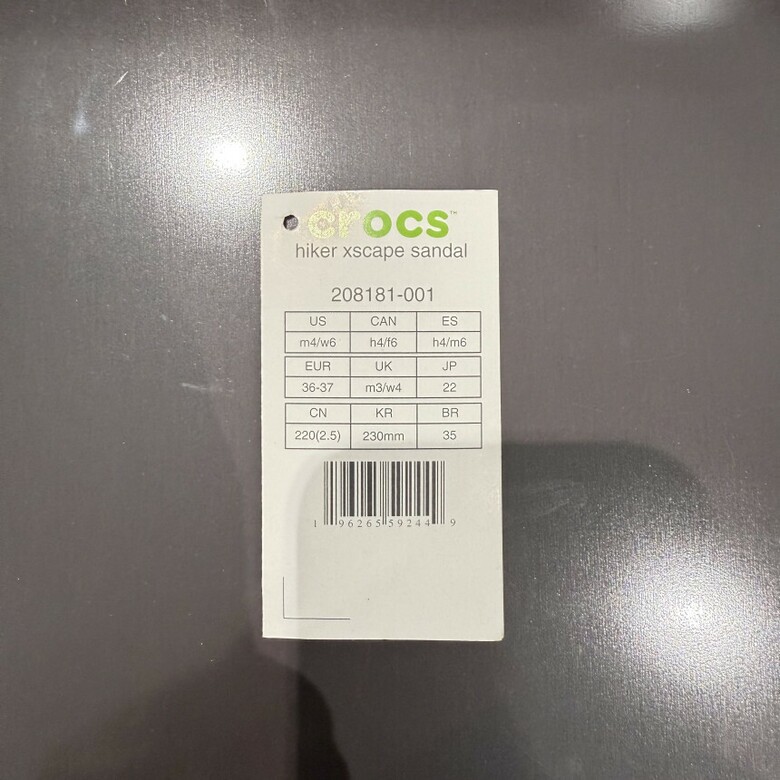 crocs™
hiker xscape sandal
208181-001
US CAN ES
m4/w6 h4/f6 h4/m6
EUR UK JP
36-37 m3/w4 22
CN KR BR
220(2.5) 230mm 35
1 96265 59244 9